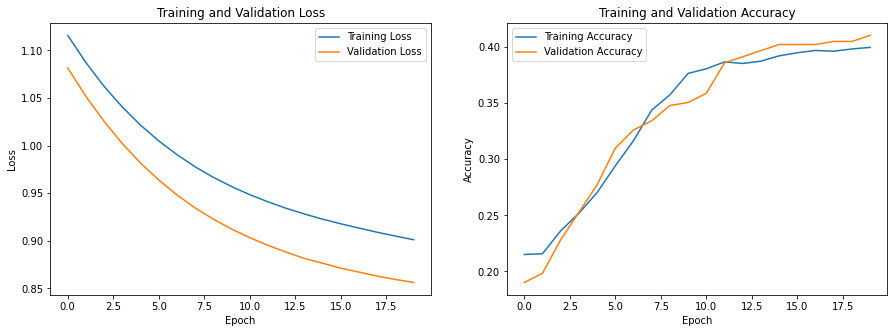 Training and Validation Loss
Training Loss
Validation Loss
1.10
1.05
1.00
0.95
0.90
0.85
Loss
0.0 2.5 5.0 7.5 10.0 12.5 15.0 17.5
Epoch
Training and Validation Accuracy
Training Accuracy
Validation Accuracy
0.40
0.35
0.30
0.25
0.20
Accuracy
0.0 2.5 5.0 7.5 10.0 12.5 15.0 17.5
Epoch